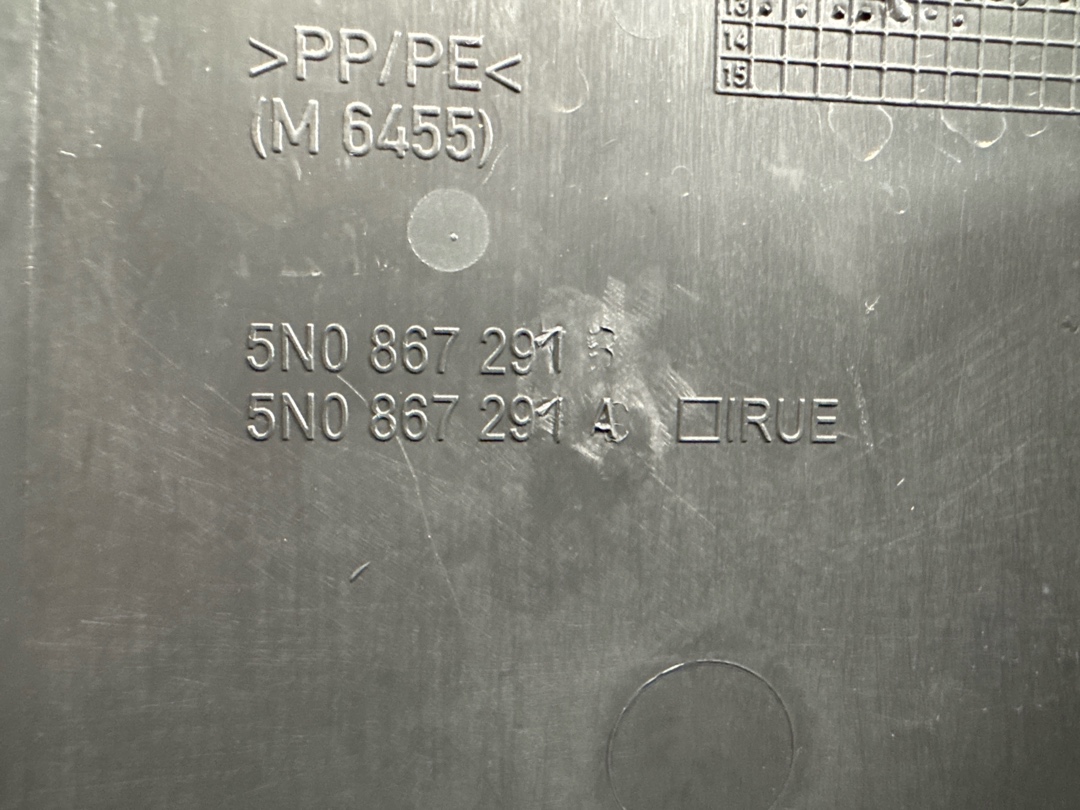 >PP/PE<
13
14
(M 6455)
15
5N0 867 291
5N0 867 291 □IRUE